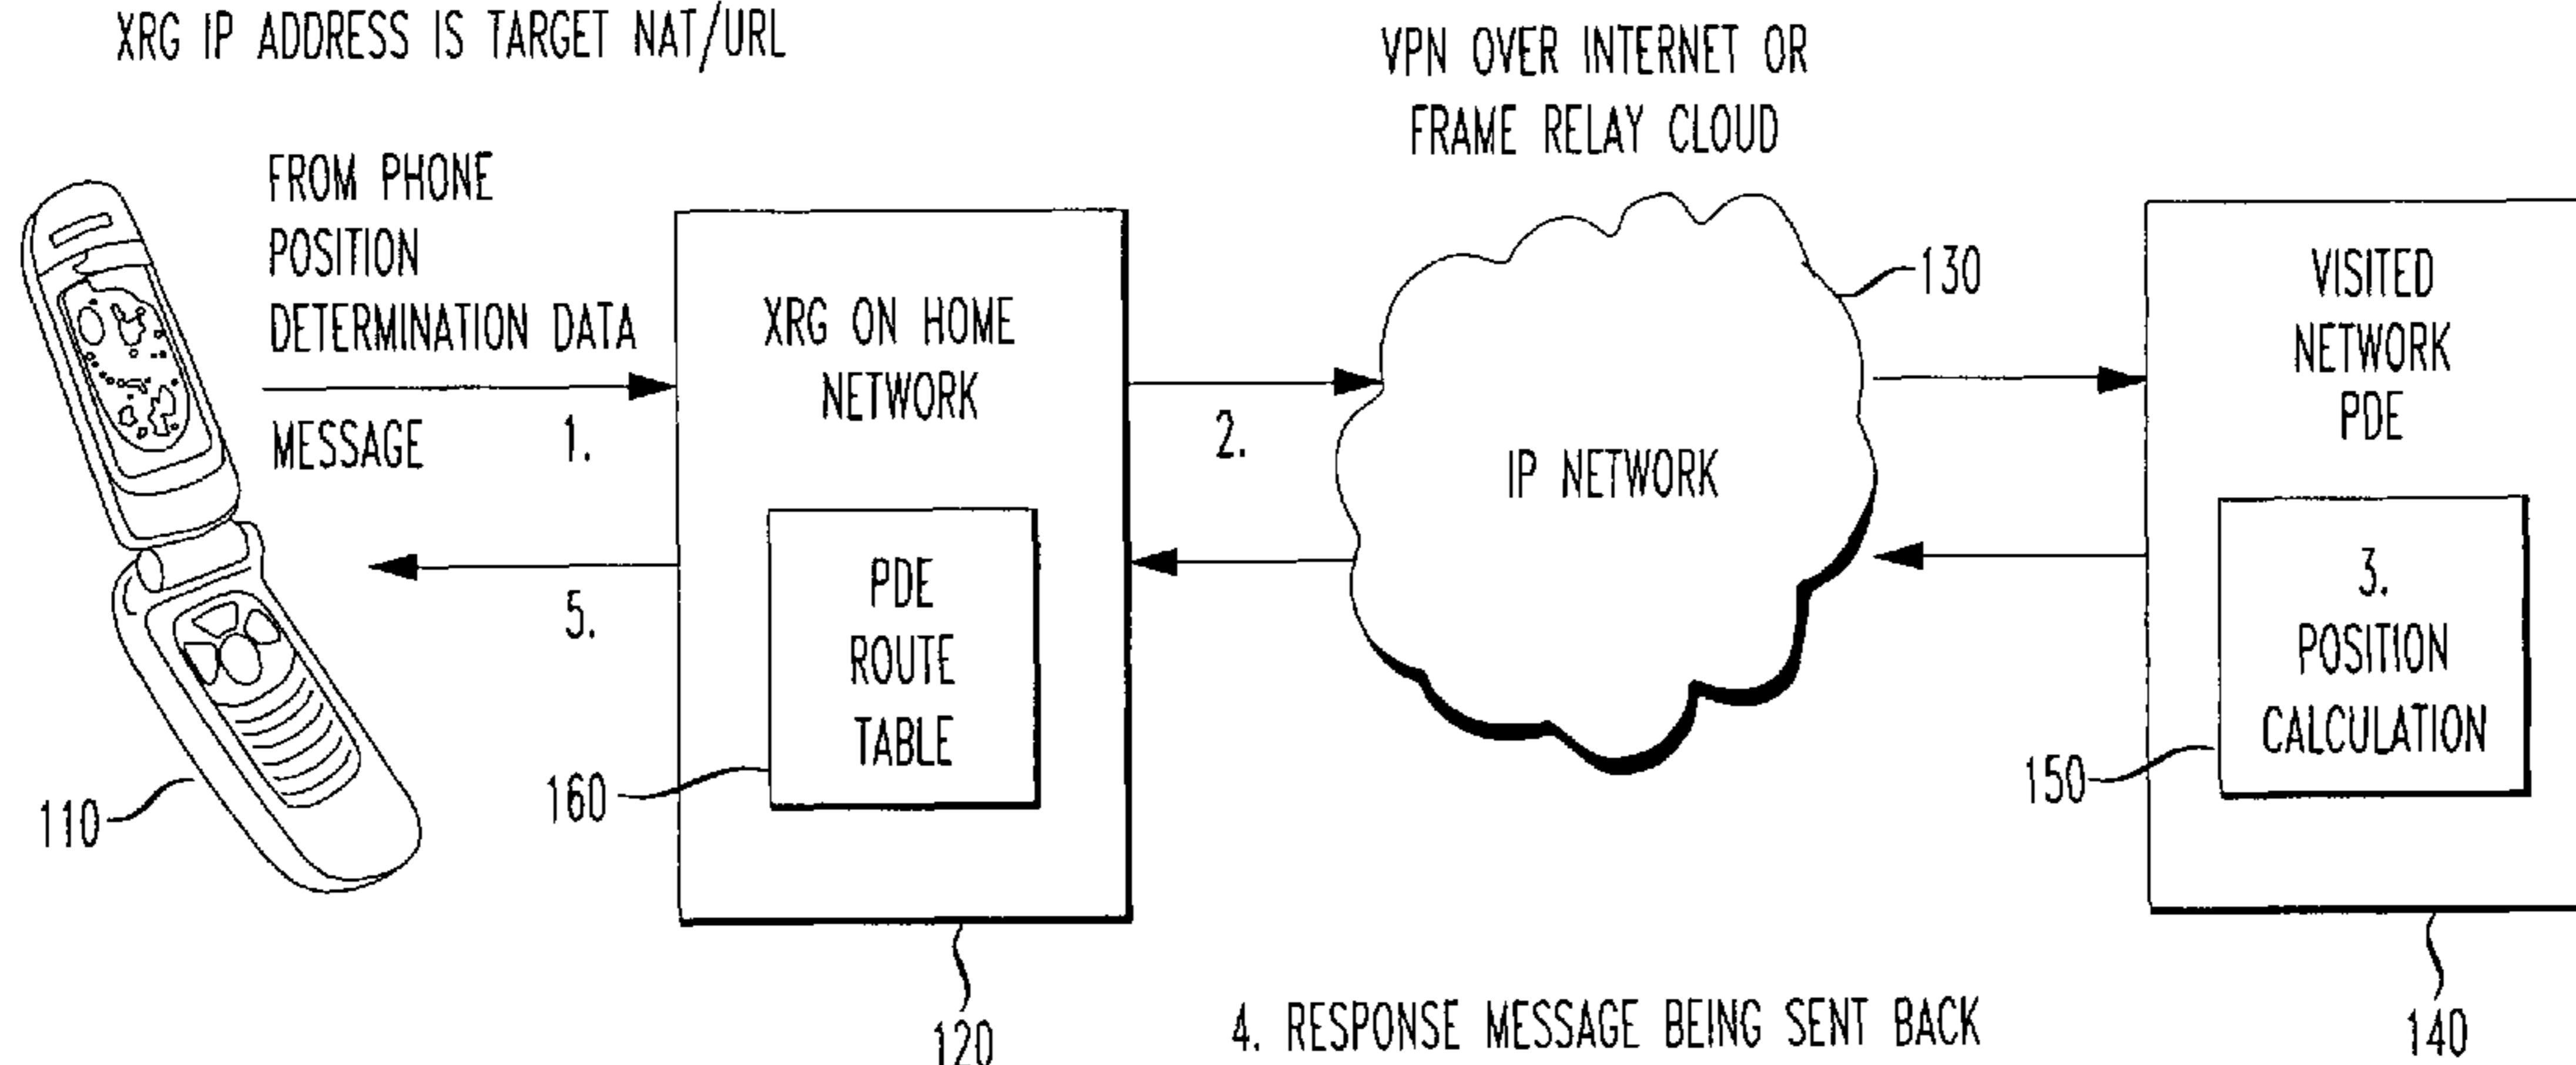 XRG IP ADDRESS IS TARGET NAT/URL
VPN OVER INTERNET OR
FRAME RELAY CLOUD
FROM PHONE
POSITION
DETERMINATION DATA
MESSAGE
1.
XRG ON HOME
NETWORK
PDE
ROUTE
TABLE
2.
IP NETWORK
130
VISITED
NETWORK
PDE
3.
POSITION
CALCULATION
5.
110
160
150
120
4. RESPONSE MESSAGE BEING SENT BACK
140